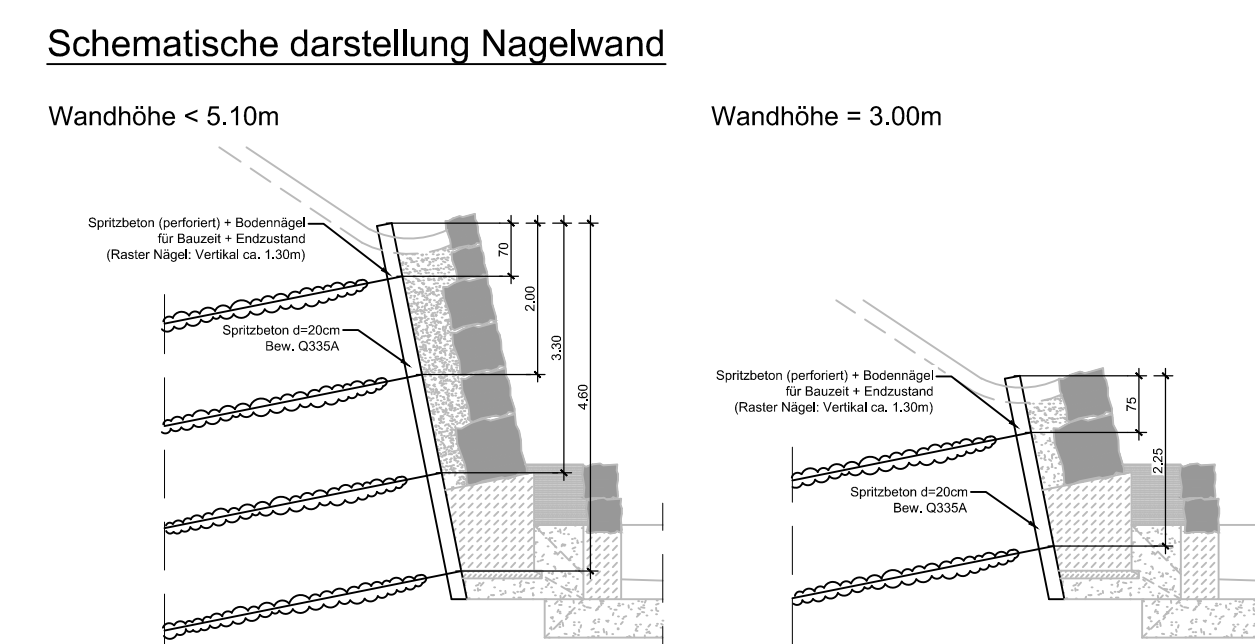 Schematische darstellung Nagelwand
Wandhöhe < 5.10m
Spritzbeton (perforiert) + Bodennägel
für Bauzeit + Endzustand
(Raster Nägel: Vertikal ca. 1.30m)
Spritzbeton d=20cm
Bew. Q335A
70
2.00
3.30
4.60
Wandhöhe = 3.00m
Spritzbeton (perforiert) + Bodennägel
für Bauzeit + Endzustand
(Raster Nägel: Vertikal ca. 1.30m)
Spritzbeton d=20cm
Bew. Q335A
75
2.25